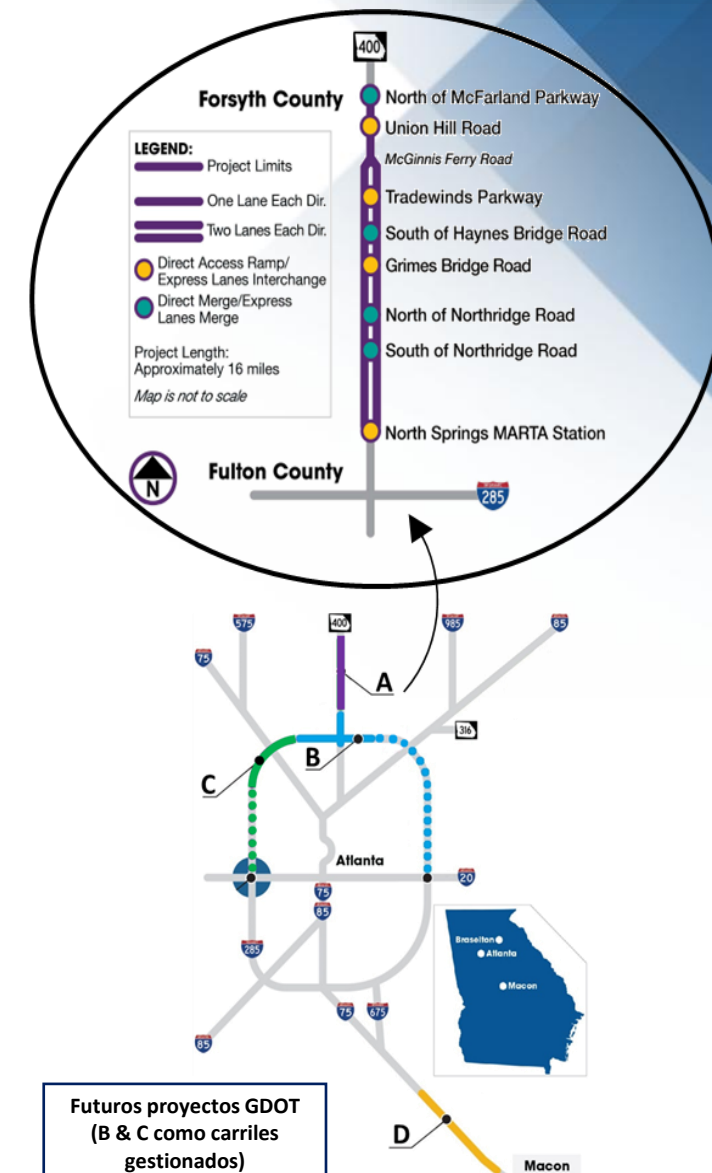 400
Forsyth County
North of McFarland Parkway
Union Hill Road
McGinnis Ferry Road
Tradewinds Parkway
South of Haynes Bridge Road
Grimes Bridge Road
North of Northridge Road
South of Northridge Road
North Springs MARTA Station
LEGEND:
Project Limits
One Lane Each Dir.
Two Lanes Each Dir.
Direct Access Ramp/
Express Lanes Interchange
Direct Merge/Express
Lanes Merge
Project Length:
Approximately 16 miles
Map is not to scale
N
Fulton County
285
575
400
985
85
75
A
316
B
C
Atlanta
20
75
85
285
Braselton
Atlanta
Macon
75
675
85
D
Macon
Futuros proyectos GDOT
(B & C como carriles
gestionados)